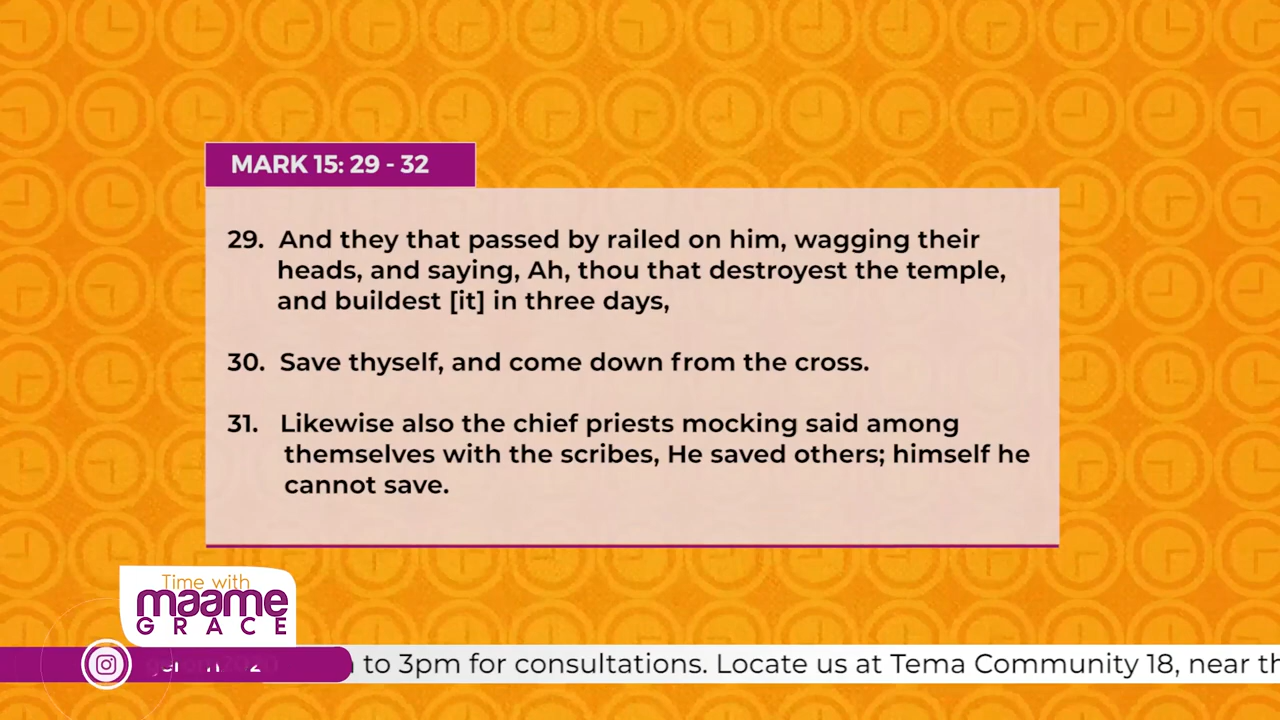 MARK 15: 29 - 32
29. And they that passed by railed on him, wagging their
heads, and saying, Ah, thou that destroyest the temple,
and buildest [it] in three days,
30. Save thyself, and come down from the cross.
31. Likewise also the chief priests mocking said among
themselves with the scribes, He saved others; himself he
cannot save.
Time with
maame
GRACE
to 3pm for consultations. Locate us at Tema Community 18, near